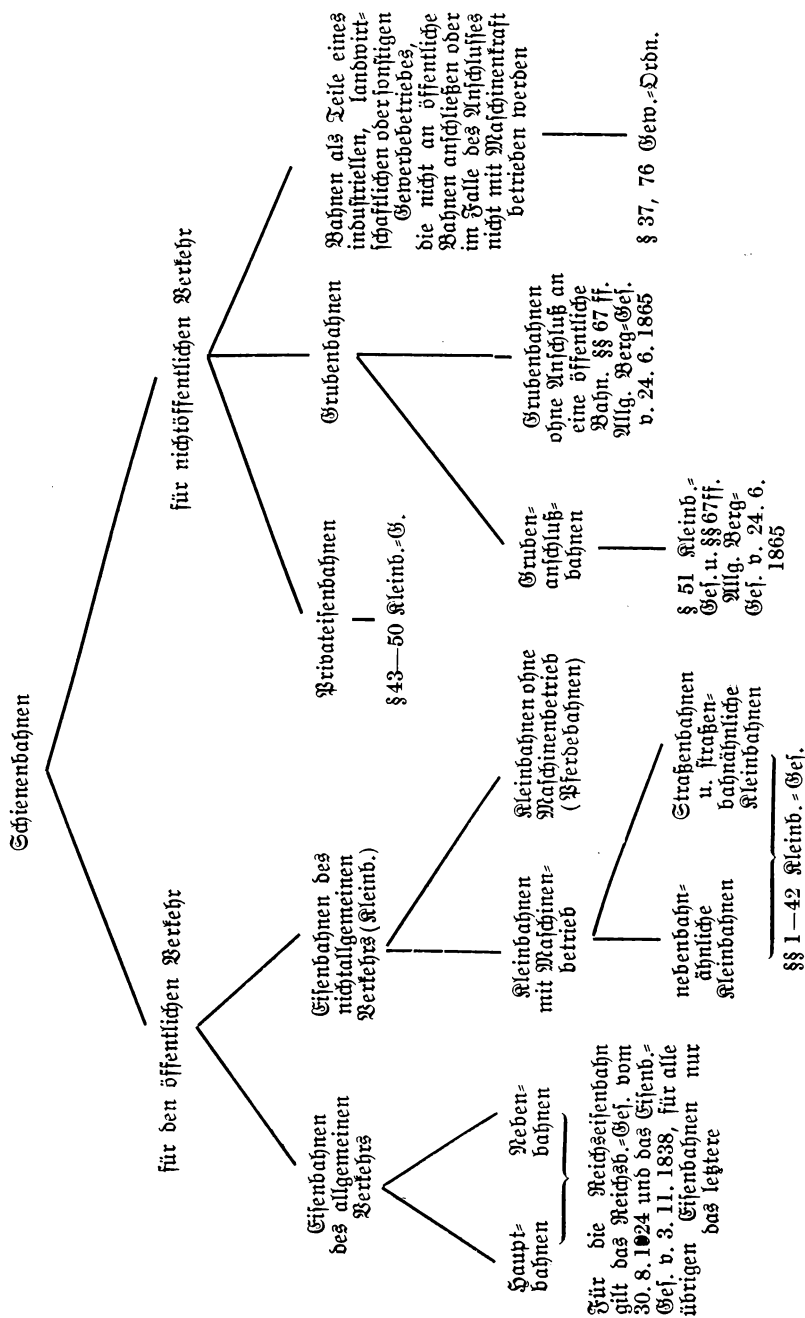 Schienenbahnen
für den öffentlichen Verkehr
für nichtöffentlichen Verkehr
Eisenbahnen
des allgemeinen
Verkehrs
Eisenbahnen des
nichtallgemeinen
Verkehrs (Kleinb.)
Privateisenbahnen
§ 43—50 Kleinb.-G.
Grubenbahnen
Bahnen als Teile eines
industriellen, landwirt-
schaftlichen oder sonstigen
Gewerbebetriebes,
die nicht an öffentliche
Bahnen anschließen oder
im Falle des Anschlusses
nicht mit Maschinenkraft
betrieben werden
§ 37, 76 Gew.-Ordn.
Haupt-
bahnen
Neben-
bahnen
Kleinbahnen
mit Maschinen-
betrieb
Kleinbahnen ohne
Maschinenbetrieb
(Pferdebahnen)
Gruben-
anschluß-
bahnen
Grubenbahnen
ohne Anschluß an
eine öffentliche
Bahn. §§ 67 ff.
Allg. Berg-Ges.
v. 24. 6. 1865
Für die Reichseisenbahn
gilt das Reichsb.-Ges. vom
30. 8. 1924 und das Eisenb.-
Ges. v. 3. 11. 1838, für alle
übrigen Eisenbahnen nur
das letztere
nebenbahn-
ähnliche
Kleinbahnen
Straßenbahnen
u. straßen-
bahnähnliche
Kleinbahnen
§ 51 Kleinb.-
Ges. u. §§ 67 ff.
Allg. Berg-
Ges. v. 24. 6.
1865
§§ 1—42 Kleinb.-Ges.